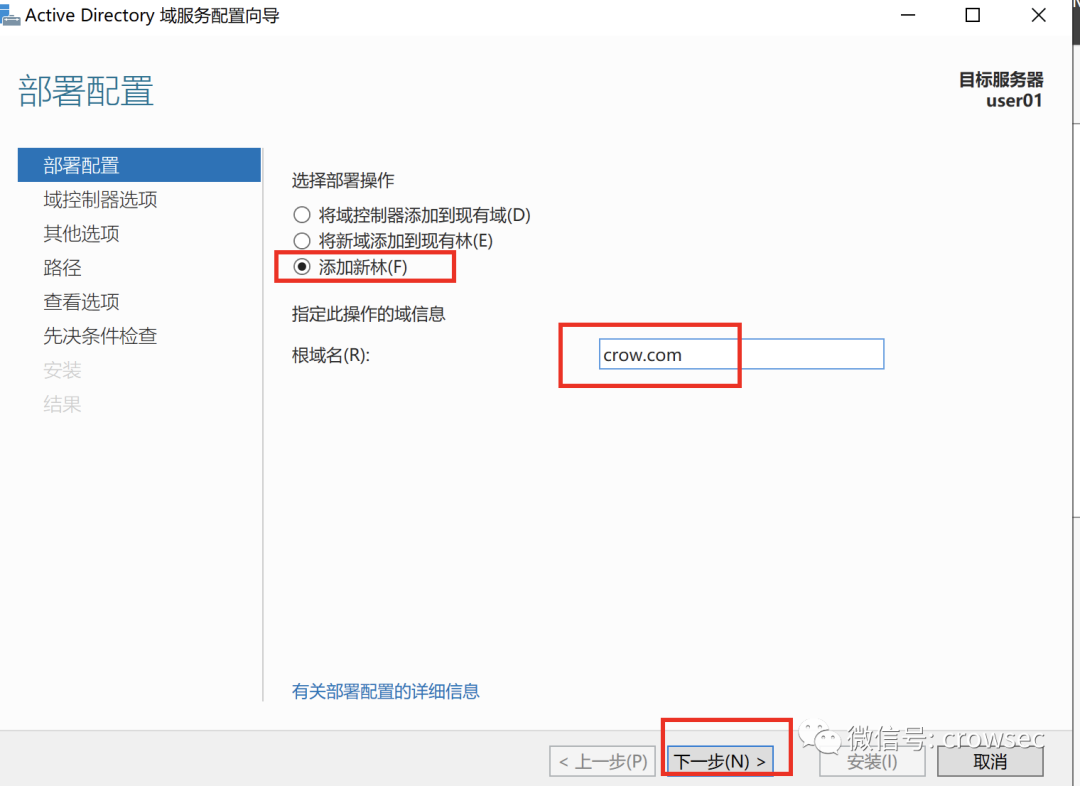 Active Directory 域服务配置向导
部署配置
目标服务器
user01
部署配置
域控制器选项
其他选项
路径
查看选项
先决条件检查
安装
结果
选择部署操作
将域控制器添加到现有域(D)
将新域添加到现有林(E)
添加新林(F)
指定此操作的域信息
根域名(R):
crow.com
有关部署配置的详细信息
微信号: crowsec
< 上一步(P)
下一步(N) >
安装(I)
取消